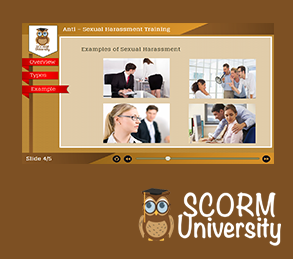 Anti - Sexual Harassment Training
Examples of Sexual Harassment
Overview
Types
Example
Slide 4/5
SCORM
University